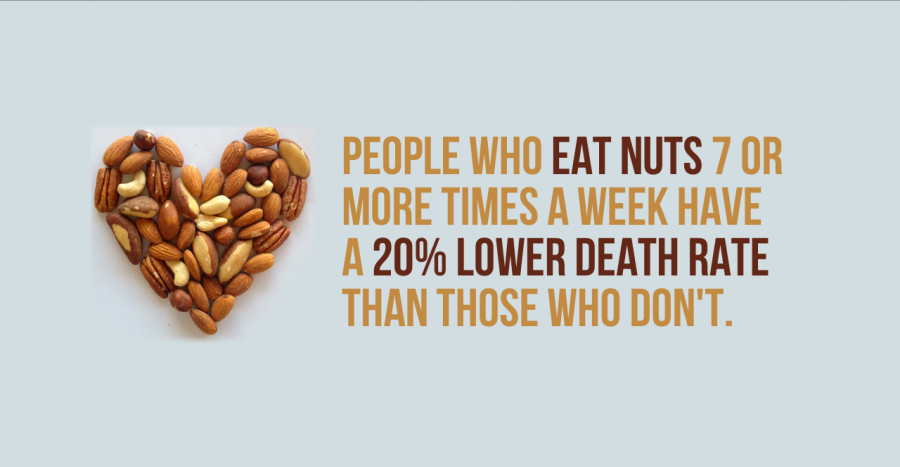 PEOPLE WHO EAT NUTS 7 OR
MORE TIMES A WEEK HAVE
A 20% LOWER DEATH RATE
THAN THOSE WHO DON'T.